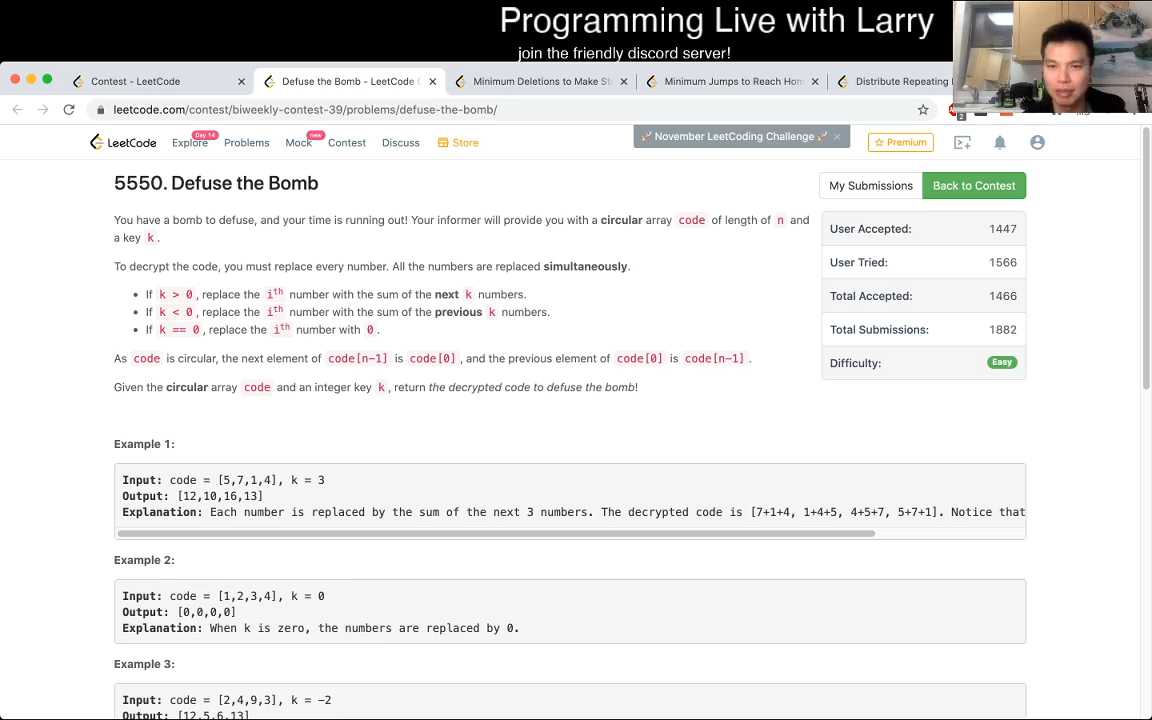 Programming Live with Larry
join the friendly discord server!
Contest - LeetCode
Defuse the Bomb - LeetCode
Minimum Deletions to Make St
Minimum Jumps to Reach Hom
Distribute Repeating
leetcode.com/contest/biweekly-contest-39/problems/defuse-the-bomb/
2
LeetCode
Explore
Day 14
Problems
Mock
new
Contest
Discuss
Store
🚀 November LeetCoding Challenge 🚀
Premium
5550. Defuse the Bomb
My Submissions
Back to Contest
You have a bomb to defuse, and your time is running out! Your informer will provide you with a circular array code of length of n and
a key k.
To decrypt the code, you must replace every number. All the numbers are replaced simultaneously.
• If k > 0, replace the ith number with the sum of the next k numbers.
• If k < 0, replace the ith number with the sum of the previous k numbers.
• If k == 0, replace the ith number with 0.
As code is circular, the next element of code[n-1] is code[0], and the previous element of code[0] is code[n-1].
Given the circular array code and an integer key k, return the decrypted code to defuse the bomb!
User Accepted: 1447
User Tried: 1566
Total Accepted: 1466
Total Submissions: 1882
Difficulty: Easy
Example 1:
Input: code = [5,7,1,4], k = 3
Output: [12,10,16,13]
Explanation: Each number is replaced by the sum of the next 3 numbers. The decrypted code is [7+1+4, 1+4+5, 4+5+7, 5+7+1]. Notice that
Example 2:
Input: code = [1,2,3,4], k = 0
Output: [0,0,0,0]
Explanation: When k is zero, the numbers are replaced by 0.
Example 3:
Input: code = [2,4,9,3], k = -2
Output: [12,5,6,13]